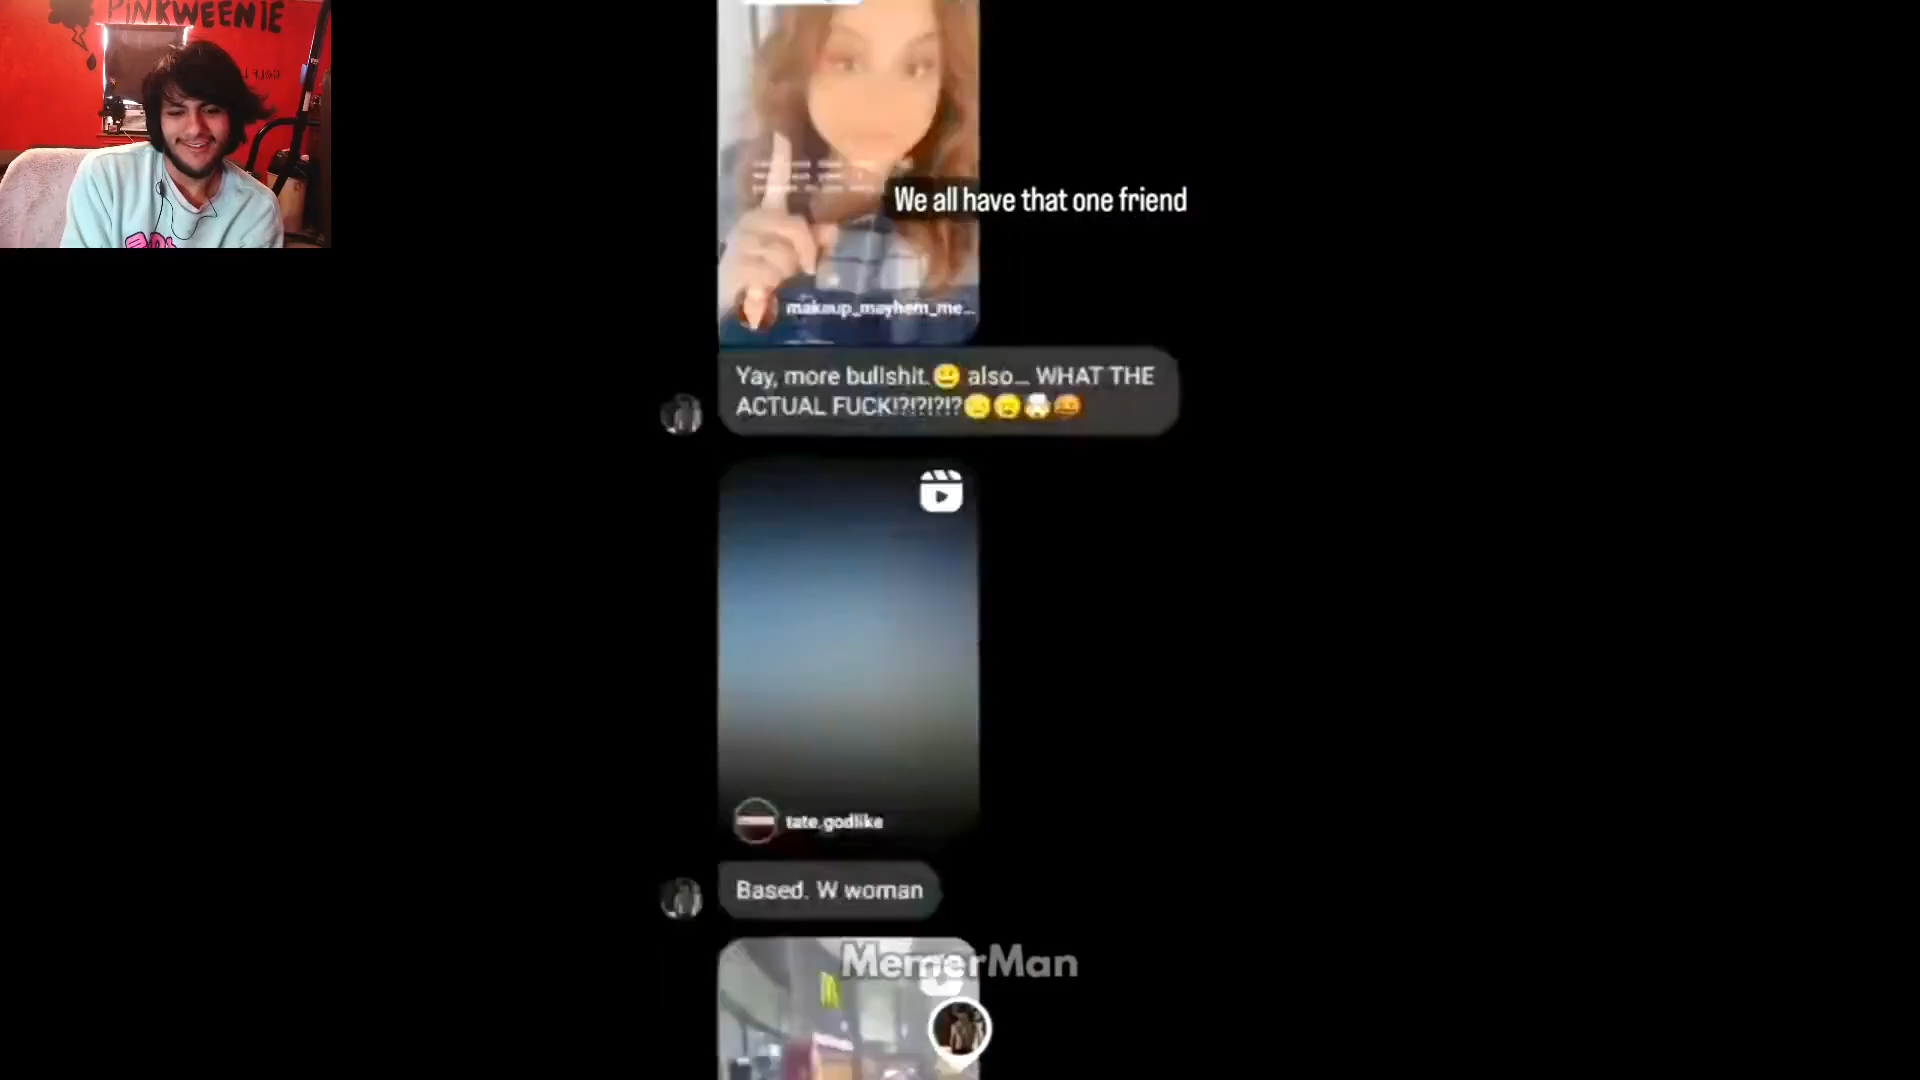 PINKWEENIE
We all have that one friend
makeup_mayhem_me...
Yay, more bullshit.😀 also... WHAT THE
ACTUAL FUCK!?!?!?!?😑😦🤯🤬
tate.godlike
Based. W woman
MemerMan